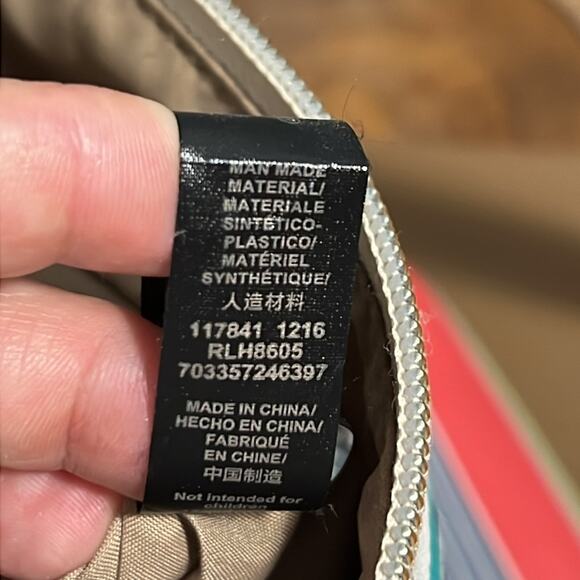 MAN MADE
MATERIAL/
MATERIALE
SINTÉTICO-
PLASTICO/
MATÉRIEL
SYNTHÉTIQUE/
人造材料
117841 1216
RLH8605
703357246397
MADE IN CHINA/
HECHO EN CHINA/
FABRIQUÉ
EN CHINE/
中国制造
Not intended for
children